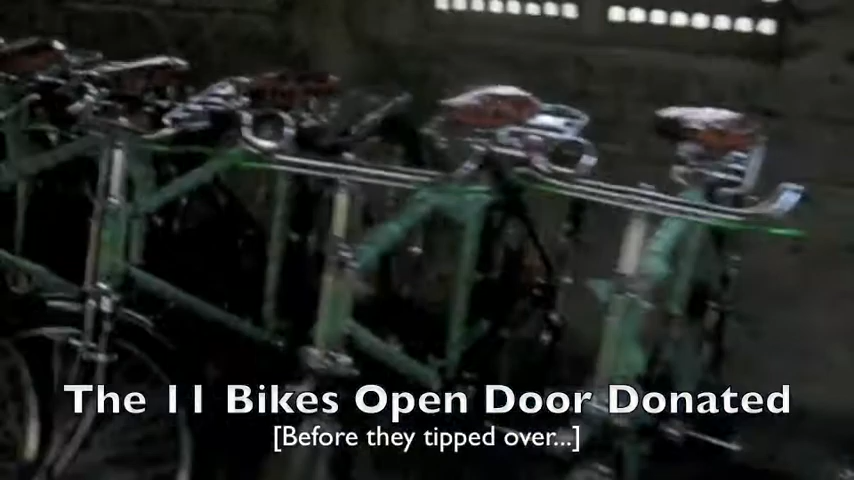 The 11 Bikes Open Door Donated
[Before they tipped over...]